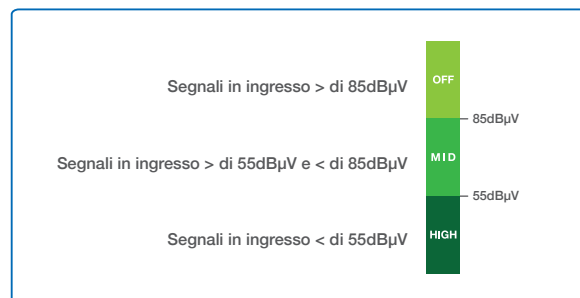 Segnali in ingresso > di 85dBµV
OFF
85dBµV
Segnali in ingresso > di 55dBµV e < di 85dBµV
MID
55dBµV
Segnali in ingresso < di 55dBµV
HIGH